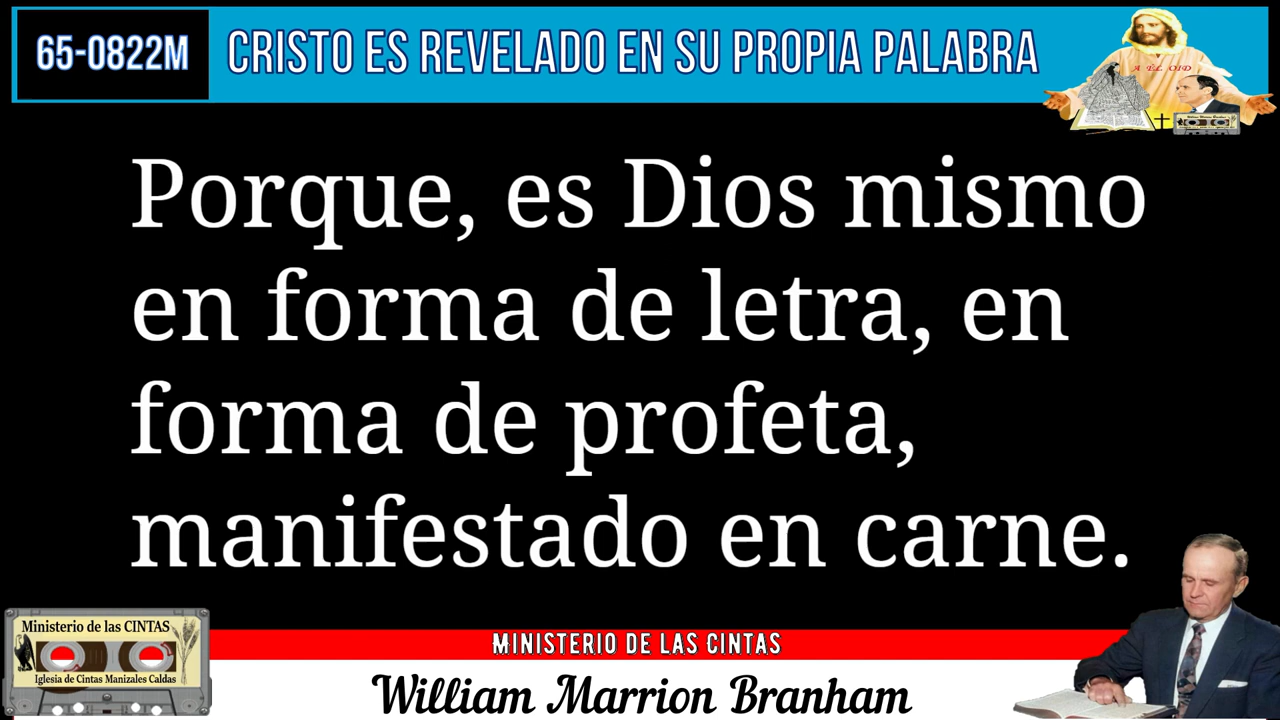 65-0822M
CRISTO ES REVELADO EN SU PROPIA PALABRA
A ÉL OID
Porque, es Dios mismo
en forma de letra, en
forma de profeta,
manifestado en carne.
Ministerio de las CINTAS
Iglesia de Cintas Manizales Caldas
MINISTERIO DE LAS CINTAS
William Marrion Branham